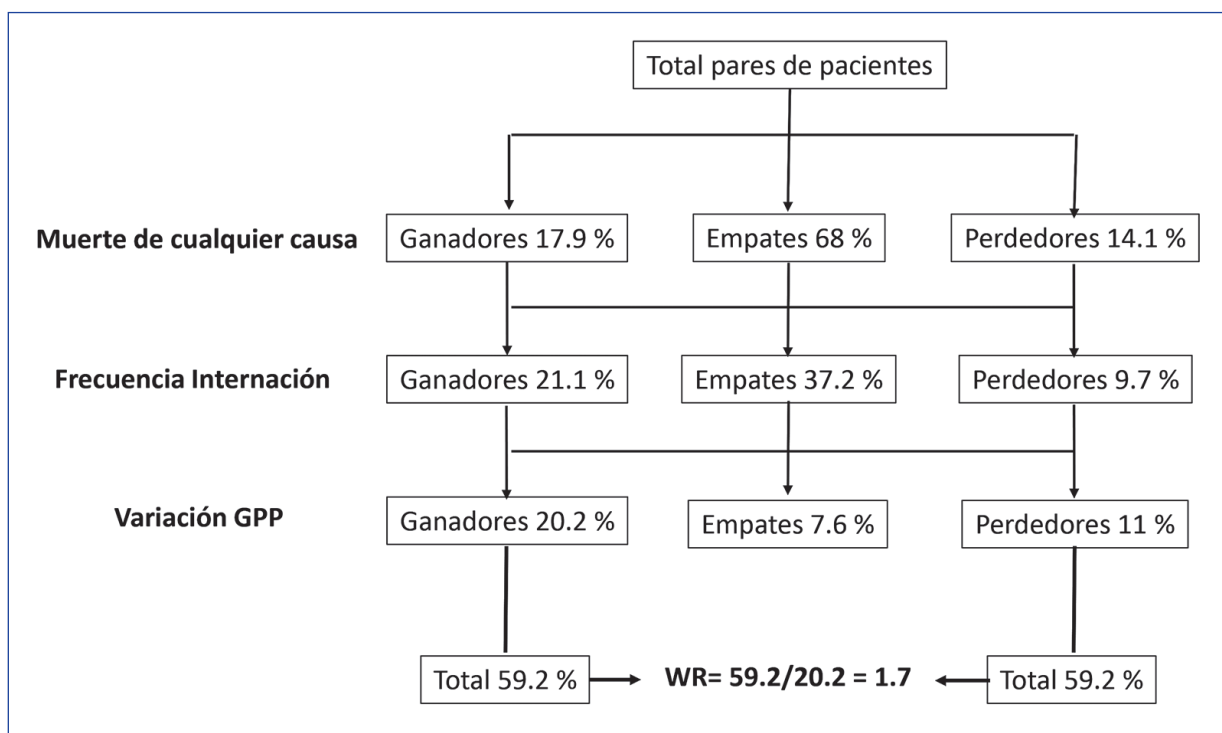 Total pares de pacientes
Muerte de cualquier causa
Ganadores 17.9 %
Empates 68 %
Perdedores 14.1 %
Frecuencia Internación
Ganadores 21.1 %
Empates 37.2 %
Perdedores 9.7 %
Variación GPP
Ganadores 20.2 %
Empates 7.6 %
Perdedores 11 %
Total 59.2 %
WR= 59.2/20.2 = 1.7
Total 59.2 %